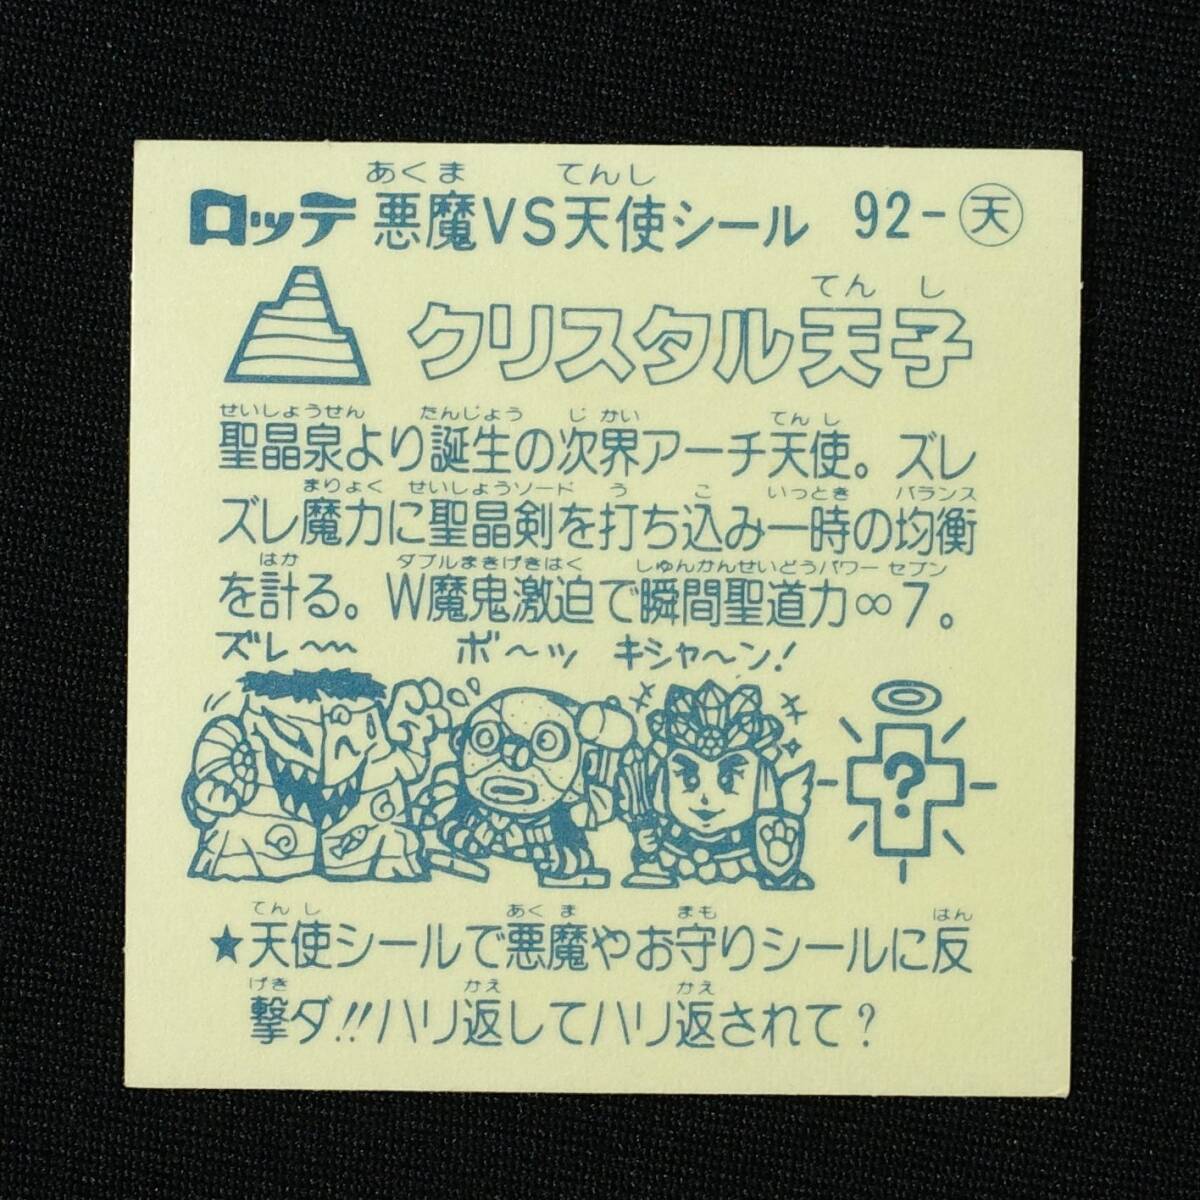 あくま てんし
ロッテ 悪魔VS天使シール 92-天
てん し
クリスタル天子
せいしょうせん たんじょう じ かい てん し
聖晶泉より誕生の次界アーチ天使。ズレ
まりょく せいしょうソード う こ いっとき バランス
ズレ魔力に聖晶剣を打ち込み一時の均衡
はか ダブルまきげきはく しゅんかんせいどうパワー セブン
を計る。W魔鬼激迫で瞬間聖道力∞7。
ズレ〜〜 ボ〜ッ キシャ〜ン!
?
てん し あく ま まも はん
★天使シールで悪魔やお守りシールに反
げき かえ かえ
撃ダ!!ハリ返してハリ返されて?